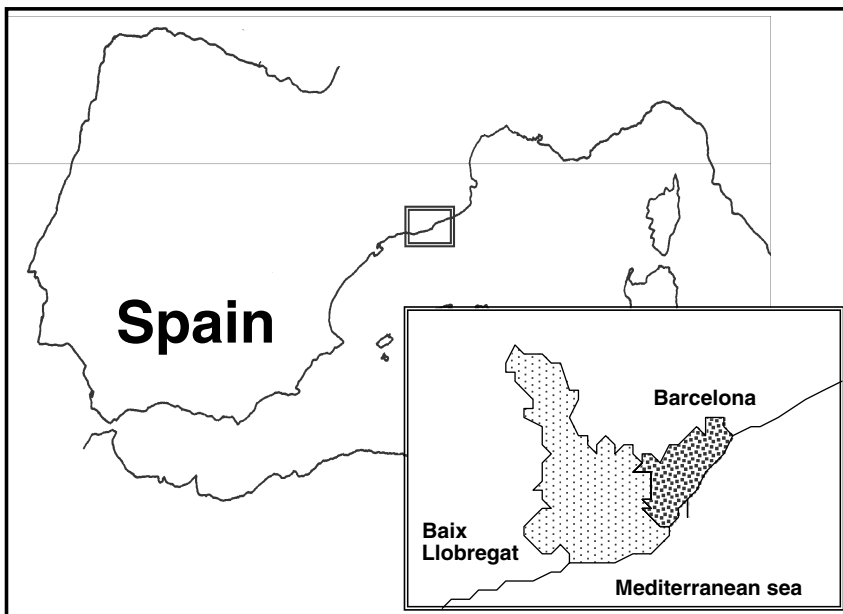 Spain
Barcelona
Baix
Llobregat
Mediterranean sea